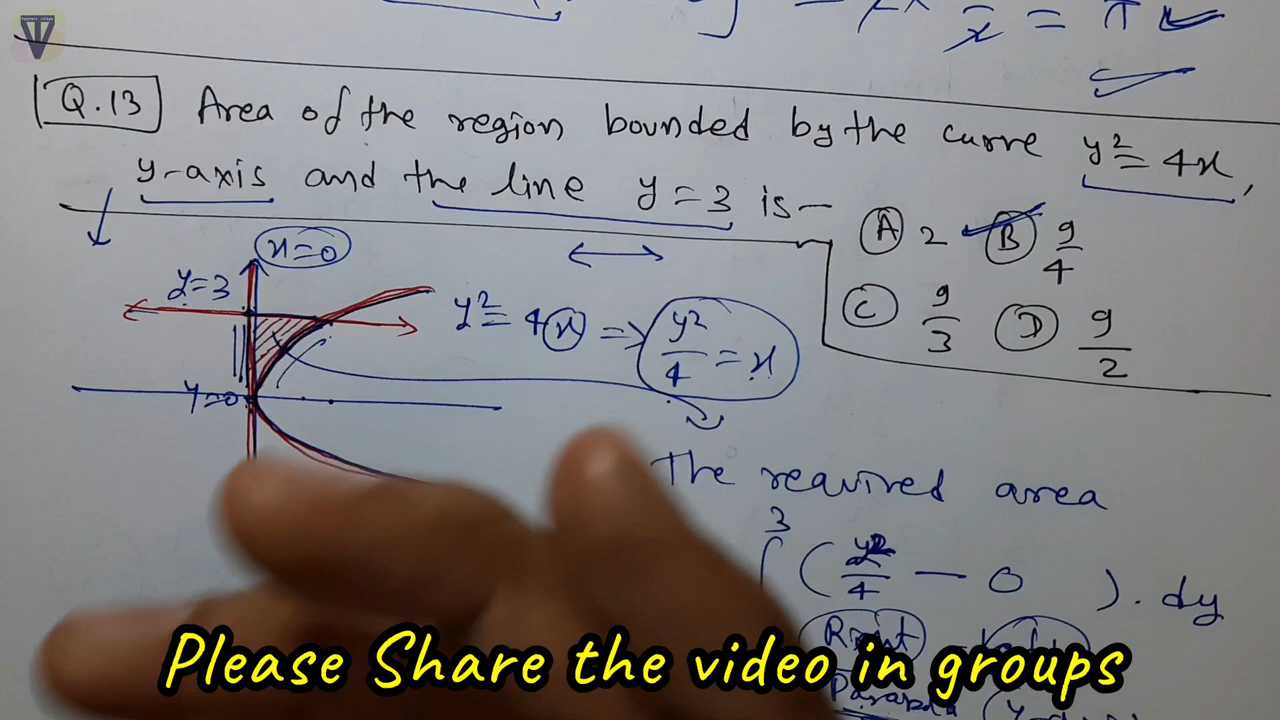 = π
Q.13 Area of the region bounded by the curve y² = 4x,
y-axis and the line y = 3 is —
A 2 B 9/4
C 9/3 D 9/2
x=0
y=3
y² = 4x ⇒ y²/4 = x
y=0
The required area
3
∫ ( y²/4 — 0 ). dy
Right
Parabola
Please Share the video in groups